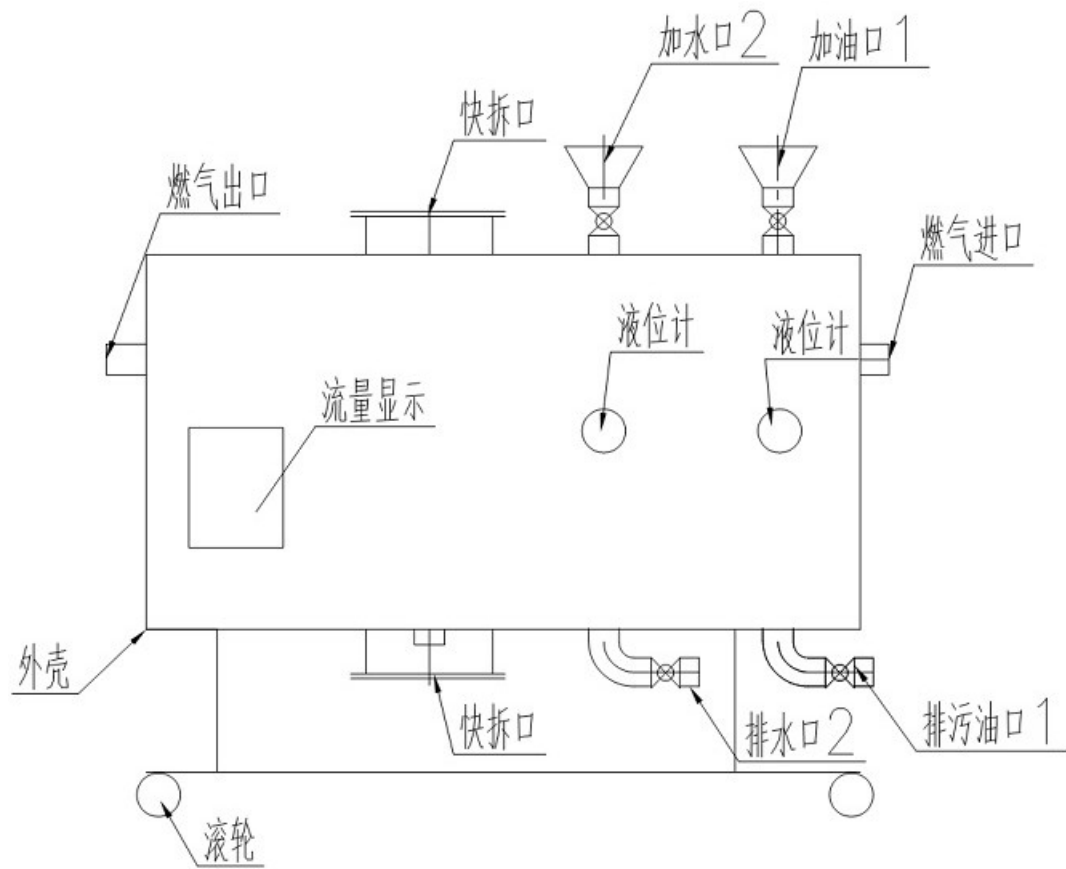 加水口2
加油口1
快拆口
燃气出口
燃气进口
液位计
液位计
流量显示
外壳
快拆口
排水口2
排污油口1
滚轮